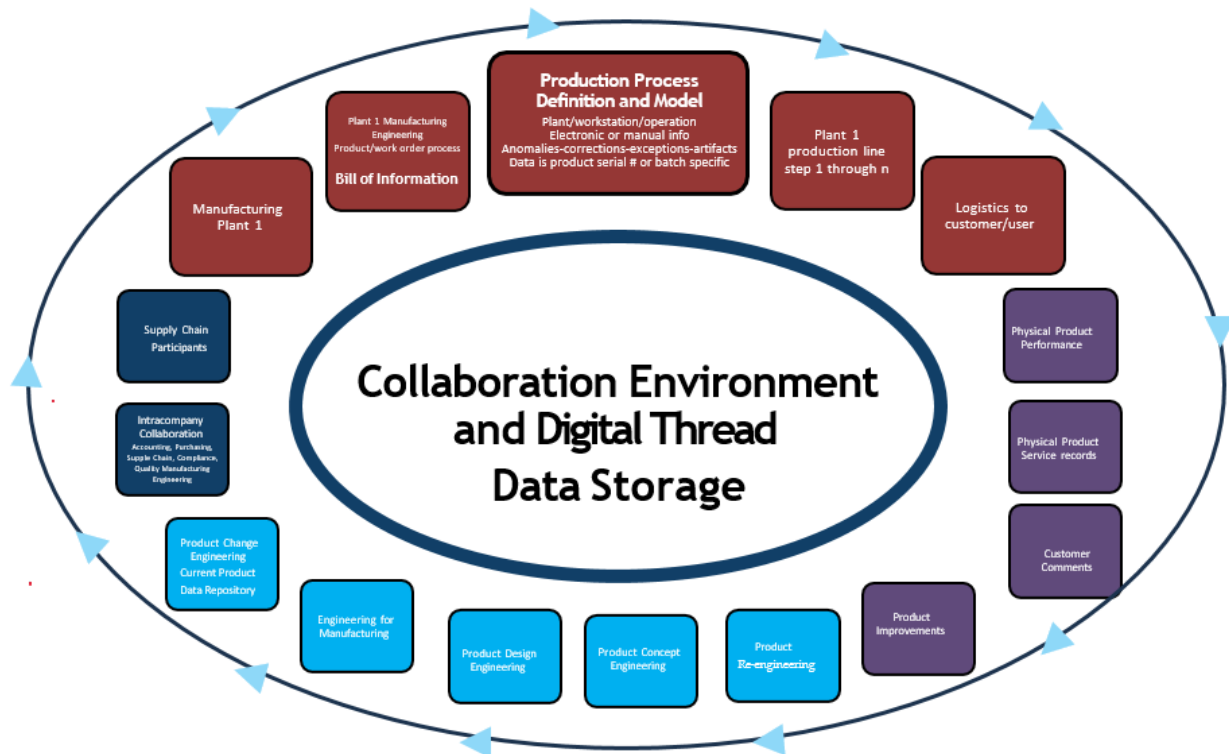 Production Process
Definition and Model
Plant/workstation/operation
Electronic or manual info
Anomalies-corrections-exceptions-artifacts
Data is product serial # or batch specific
Plant 1 Manufacturing
Engineering
Product/work order process
Bill of Information
Plant 1
production line
step 1 through n
Manufacturing
Plant 1
Logistics to
customer/user
Supply Chain
Participants
Physical Product
Performance
Collaboration Environment
and Digital Thread
Data Storage
Intracompany
Collaboration
Accounting, Purchasing,
Supply Chain, Compliance,
Quality Manufacturing
Engineering
Physical Product
Service records
Product Change
Engineering
Current Product
Data Repository
Customer
Comments
Engineering for
Manufacturing
Product Design
Engineering
Product Concept
Engineering
Product
Re-engineering
Product
Improvements